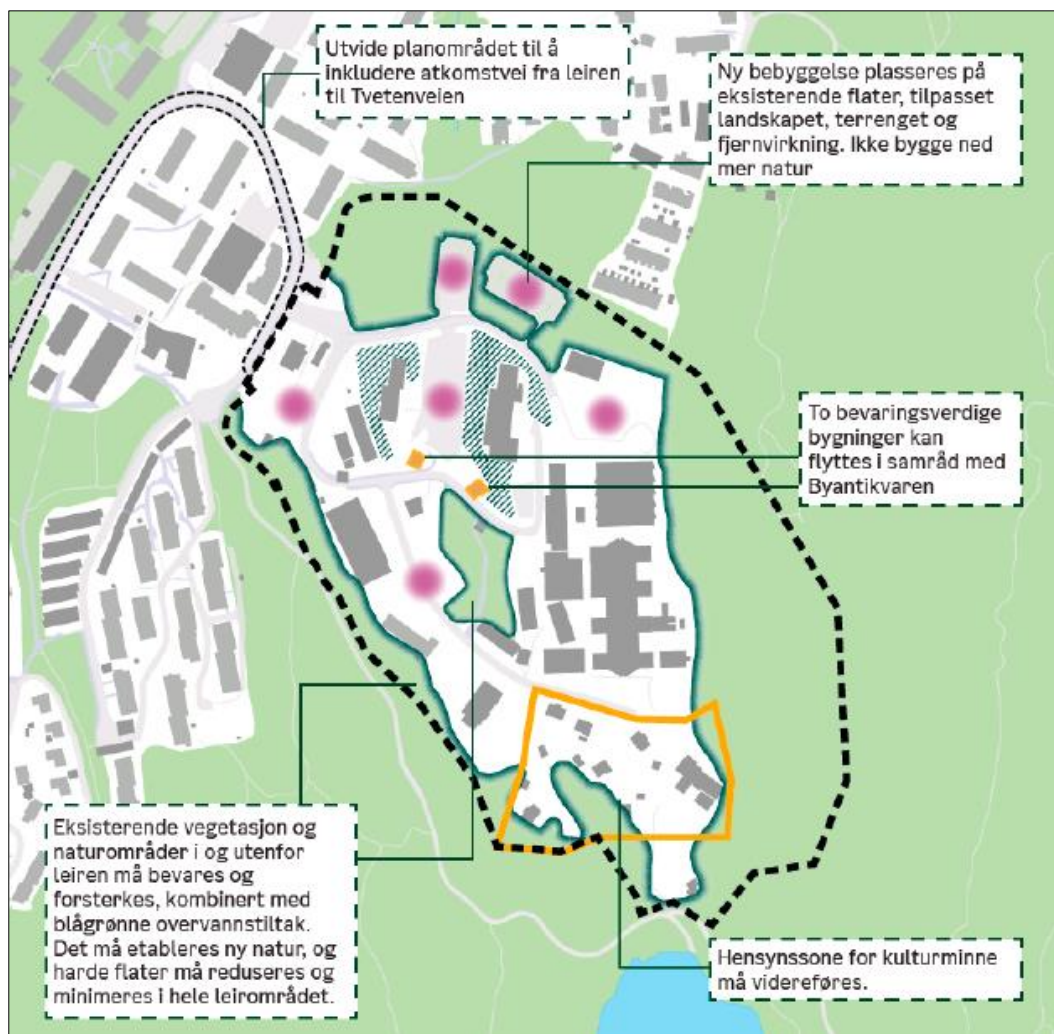 Utvide planområdet til å
inkludere atkomstvei fra leiren
til Tvetenveien
Ny bebyggelse plasseres på
eksisterende flater, tilpasset
landskapet, terrenget og
fjernvirkning. Ikke bygge ned
mer natur
To bevaringsverdige
bygninger kan
flyttes i samråd med
Byantikvaren
Eksisterende vegetasjon og
naturområder i og utenfor
leiren må bevares og
forsterkes, kombinert med
blågrønne overvannstiltak.
Det må etableres ny natur, og
harde flater må reduseres og
minimeres i hele leirområdet.
Hensynssone for kulturminne
må videreføres.